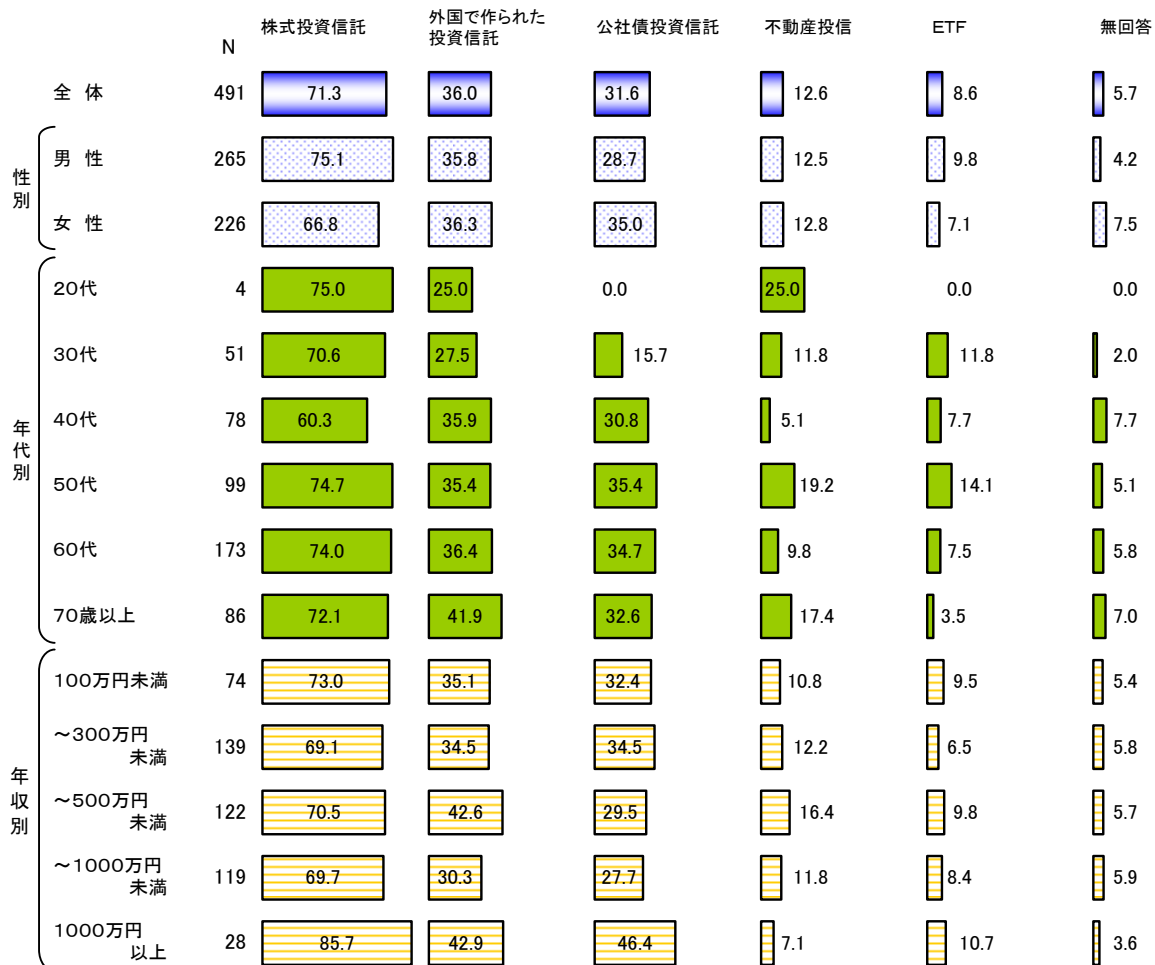 N 株式投資信託 外国で作られた 公社債投資信託 不動産投信 ETF 無回答
投資信託
全 体 491 71.3 36.0 31.6 12.6 8.6 5.7
性別
男 性 265 75.1 35.8 28.7 12.5 9.8 4.2
女 性 226 66.8 36.3 35.0 12.8 7.1 7.5
年代別
20代 4 75.0 25.0 0.0 25.0 0.0 0.0
30代 51 70.6 27.5 15.7 11.8 11.8 2.0
40代 78 60.3 35.9 30.8 5.1 7.7 7.7
50代 99 74.7 35.4 35.4 19.2 14.1 5.1
60代 173 74.0 36.4 34.7 9.8 7.5 5.8
70歳以上 86 72.1 41.9 32.6 17.4 3.5 7.0
年収別
100万円未満 74 73.0 35.1 32.4 10.8 9.5 5.4
～300万円
未満 139 69.1 34.5 34.5 12.2 6.5 5.8
～500万円
未満 122 70.5 42.6 29.5 16.4 9.8 5.7
～1000万円
未満 119 69.7 30.3 27.7 11.8 8.4 5.9
1000万円
以上 28 85.7 42.9 46.4 7.1 10.7 3.6